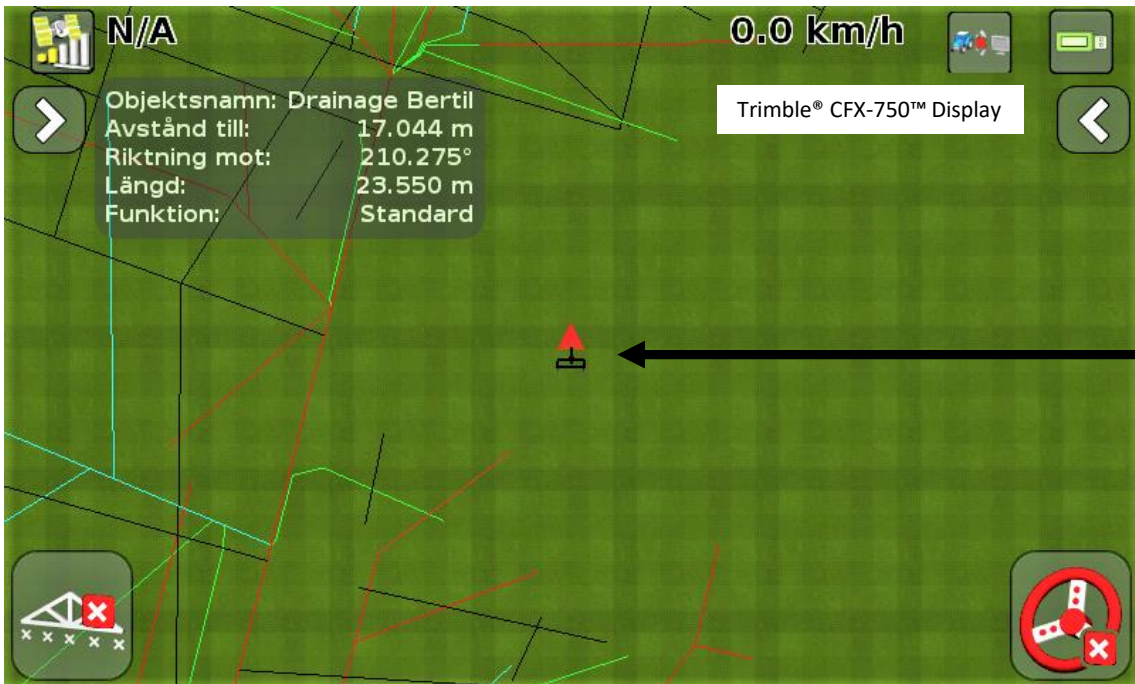 N/A
0.0 km/h
Objektsnamn: Drainage Bertil
Avstånd till: 17.044 m
Riktning mot: 210.275°
Längd: 23.550 m
Funktion: Standard
Trimble® CFX-750™ Display